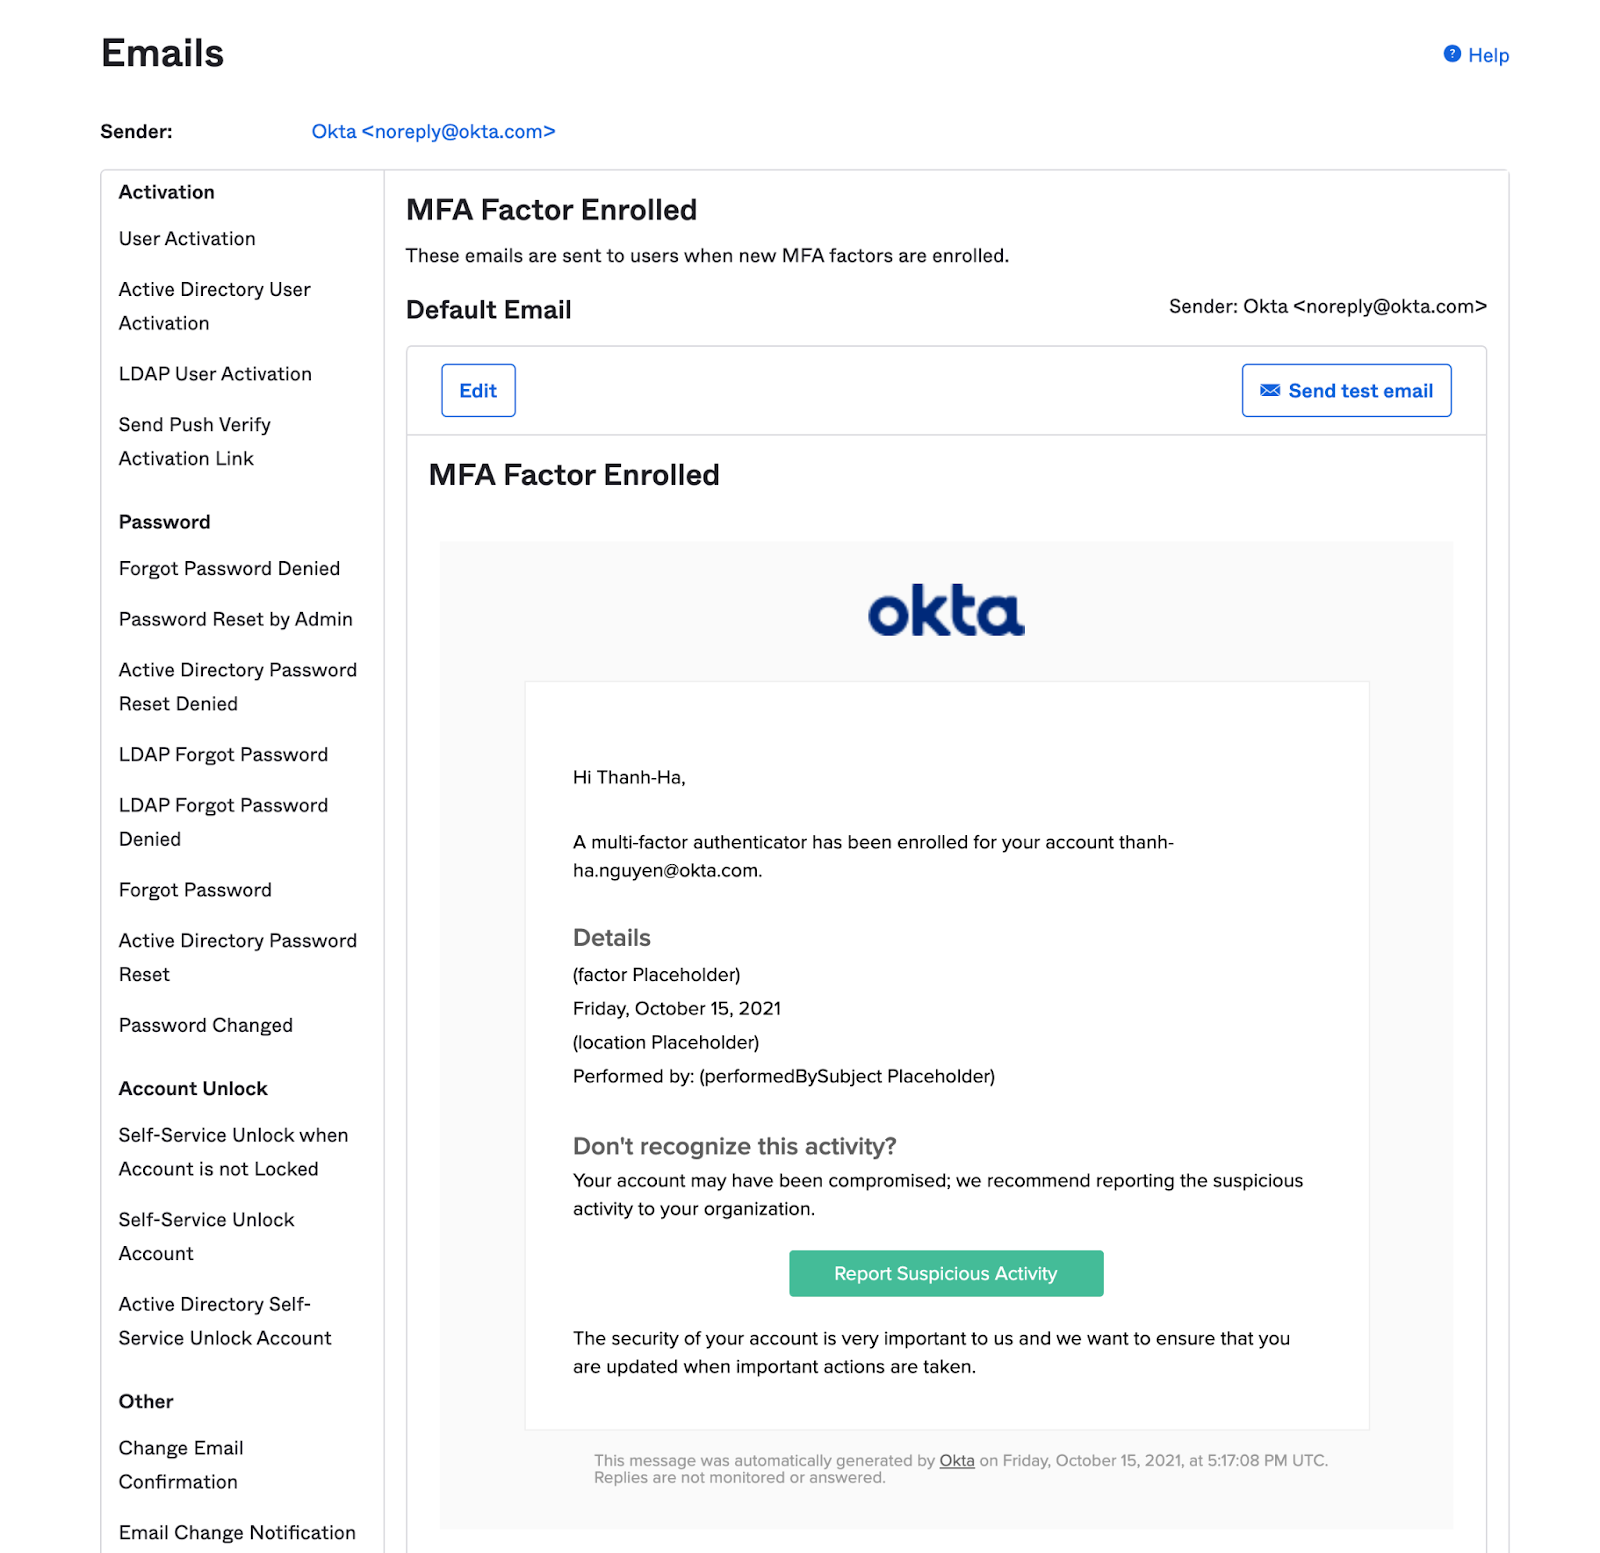 Emails
Help
Sender:
Okta <noreply@okta.com>
Activation
User Activation
Active Directory User
Activation
LDAP User Activation
Send Push Verify
Activation Link
Password
Forgot Password Denied
Password Reset by Admin
Active Directory Password
Reset Denied
LDAP Forgot Password
LDAP Forgot Password
Denied
Forgot Password
Active Directory Password
Reset
Password Changed
Account Unlock
Self-Service Unlock when
Account is not Locked
Self-Service Unlock
Account
Active Directory Self-
Service Unlock Account
Other
Change Email
Confirmation
Email Change Notification
MFA Factor Enrolled
These emails are sent to users when new MFA factors are enrolled.
Default Email
Sender: Okta <noreply@okta.com>
Edit
Send test email
MFA Factor Enrolled
okta
Hi Thanh-Ha,
A multi-factor authenticator has been enrolled for your account thanh-
ha.nguyen@okta.com.
Details
(factor Placeholder)
Friday, October 15, 2021
(location Placeholder)
Performed by: (performedBySubject Placeholder)
Don't recognize this activity?
Your account may have been compromised; we recommend reporting the suspicious
activity to your organization.
Report Suspicious Activity
The security of your account is very important to us and we want to ensure that you
are updated when important actions are taken.
This message was automatically generated by Okta on Friday, October 15, 2021, at 5:17:08 PM UTC.
Replies are not monitored or answered.